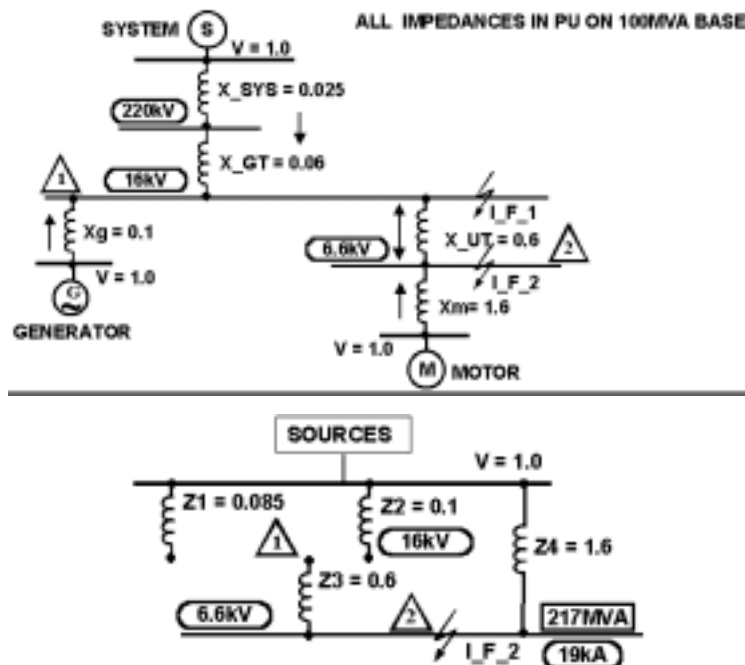 SYSTEM S ALL IMPEDANCES IN PU ON 100MVA BASE
V = 1.0
X_SYS = 0.025
220kV
X_GT = 0.06
1 16kV
I_F_1
Xg = 0.1
X_UT = 0.6
6.6kV 2
V = 1.0
I_F_2
G
Xm= 1.6
GENERATOR
V = 1.0
M MOTOR
SOURCES
V = 1.0
Z1 = 0.085
Z2 = 0.1
1 16kV
Z4 = 1.6
Z3 = 0.6
6.6kV 2 217MVA
I_F_2 19kA